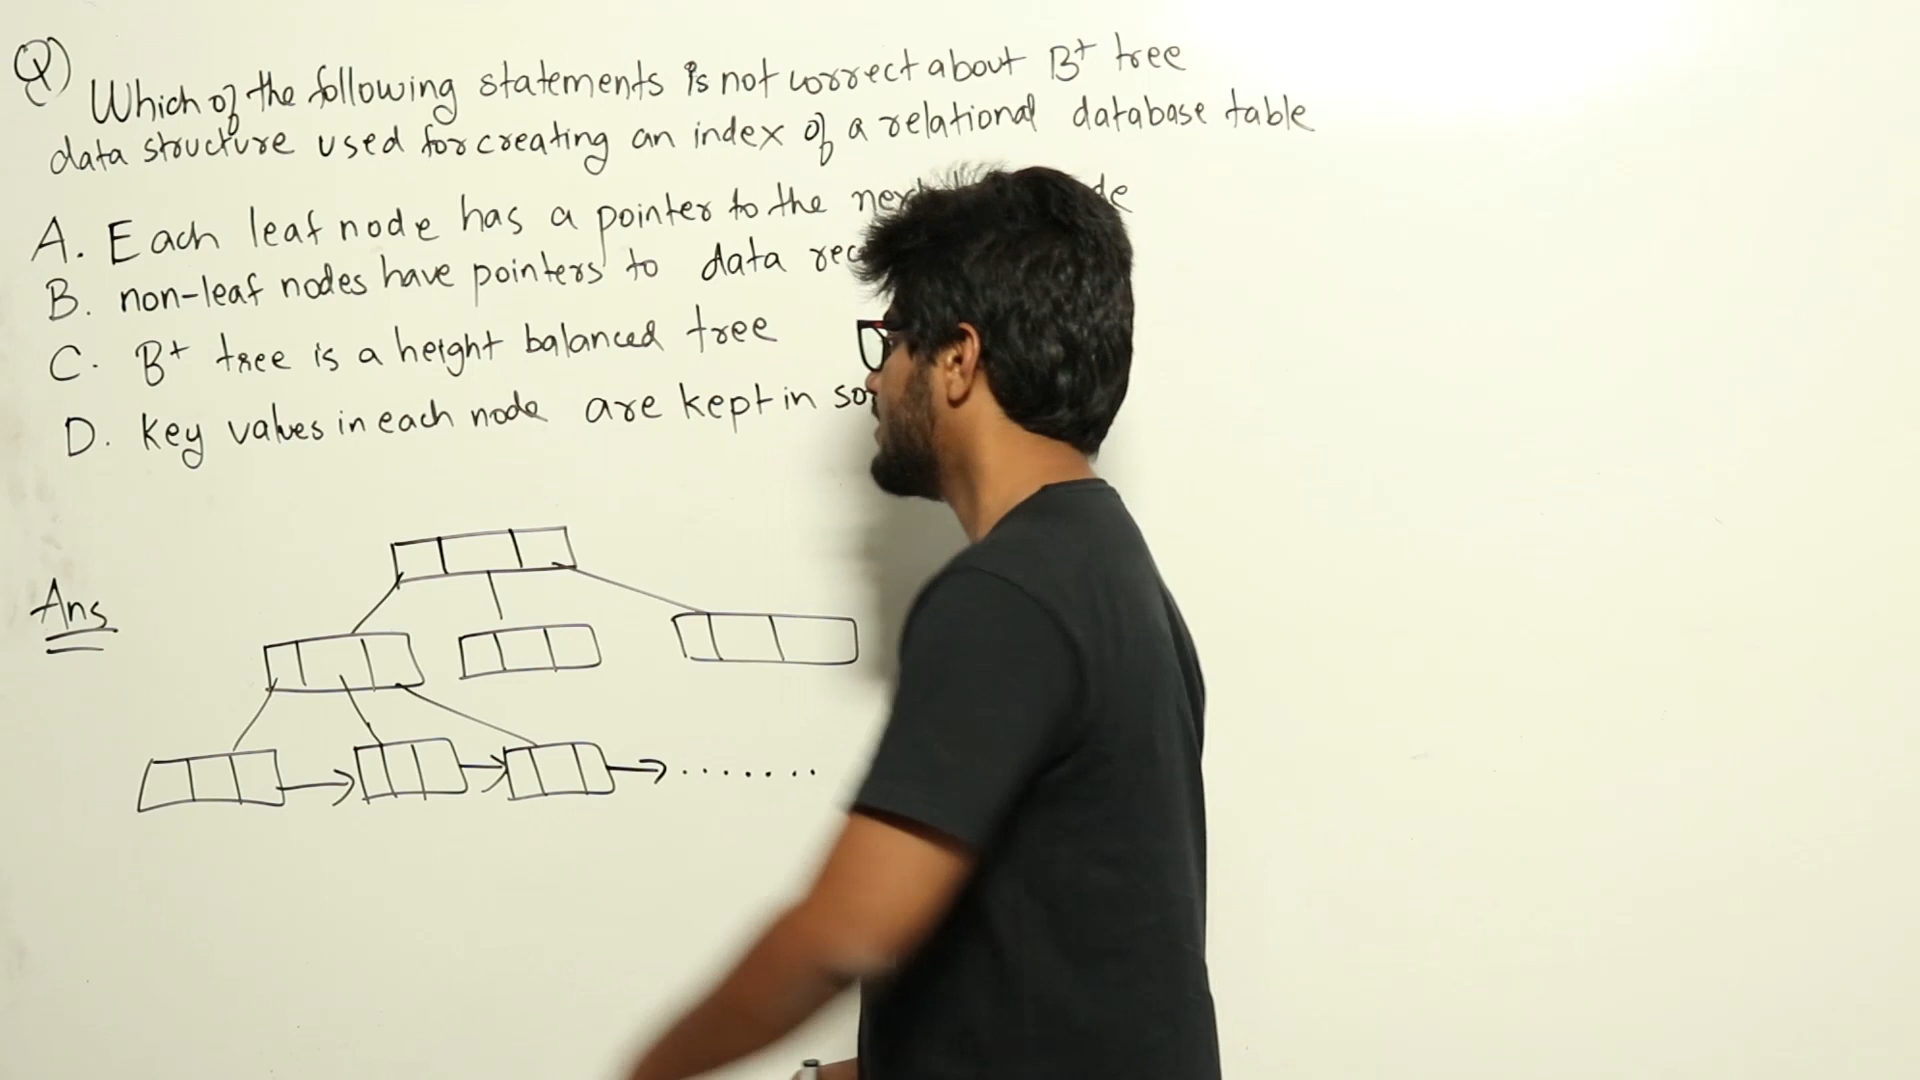 Q) Which of the following statements is not correct about B+ tree
data structure used for creating an index of a relational database table
A. Each leaf node has a pointer to the
B. non-leaf nodes have pointers to data
C. B+ tree is a height balanced tree
D. Key values in each node are kept in
Ans